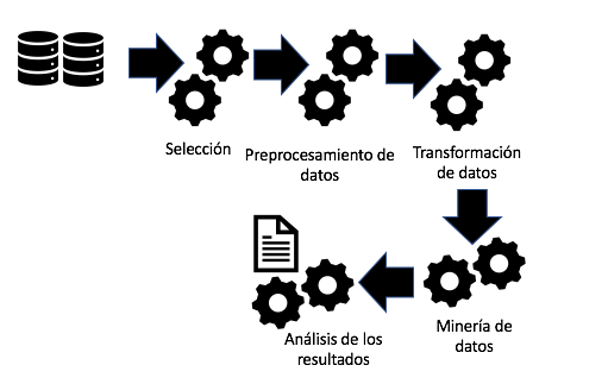 Selección
Preprocesamiento de
datos
Transformación
de datos
Minería de
datos
Análisis de los
resultados